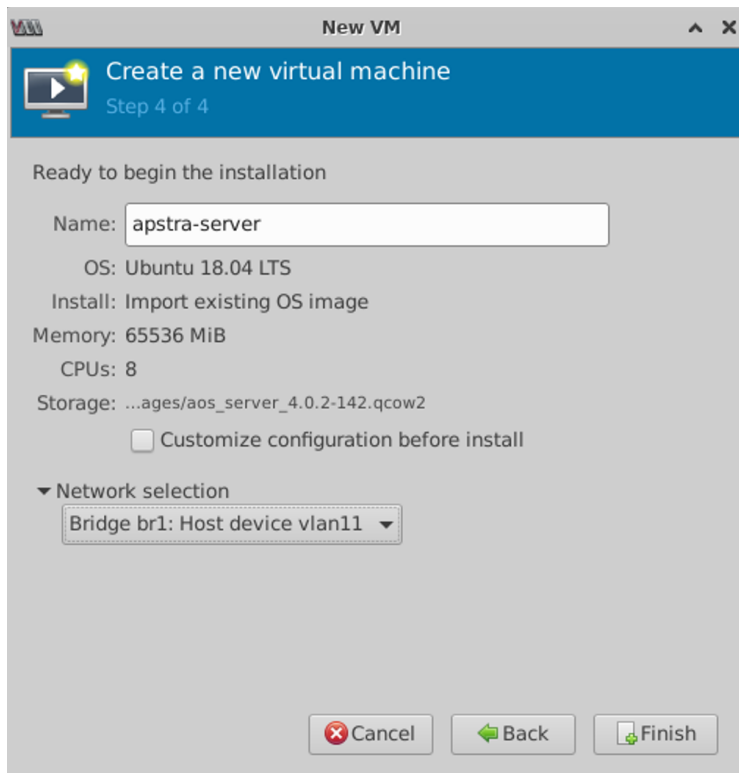 New VM
Create a new virtual machine
Step 4 of 4
Ready to begin the installation
Name: apstra-server
OS: Ubuntu 18.04 LTS
Install: Import existing OS image
Memory: 65536 MiB
CPUs: 8
Storage: ...ages/aos_server_4.0.2-142.qcow2
Customize configuration before install
Network selection
Bridge br1: Host device vlan11
Cancel Back Finish